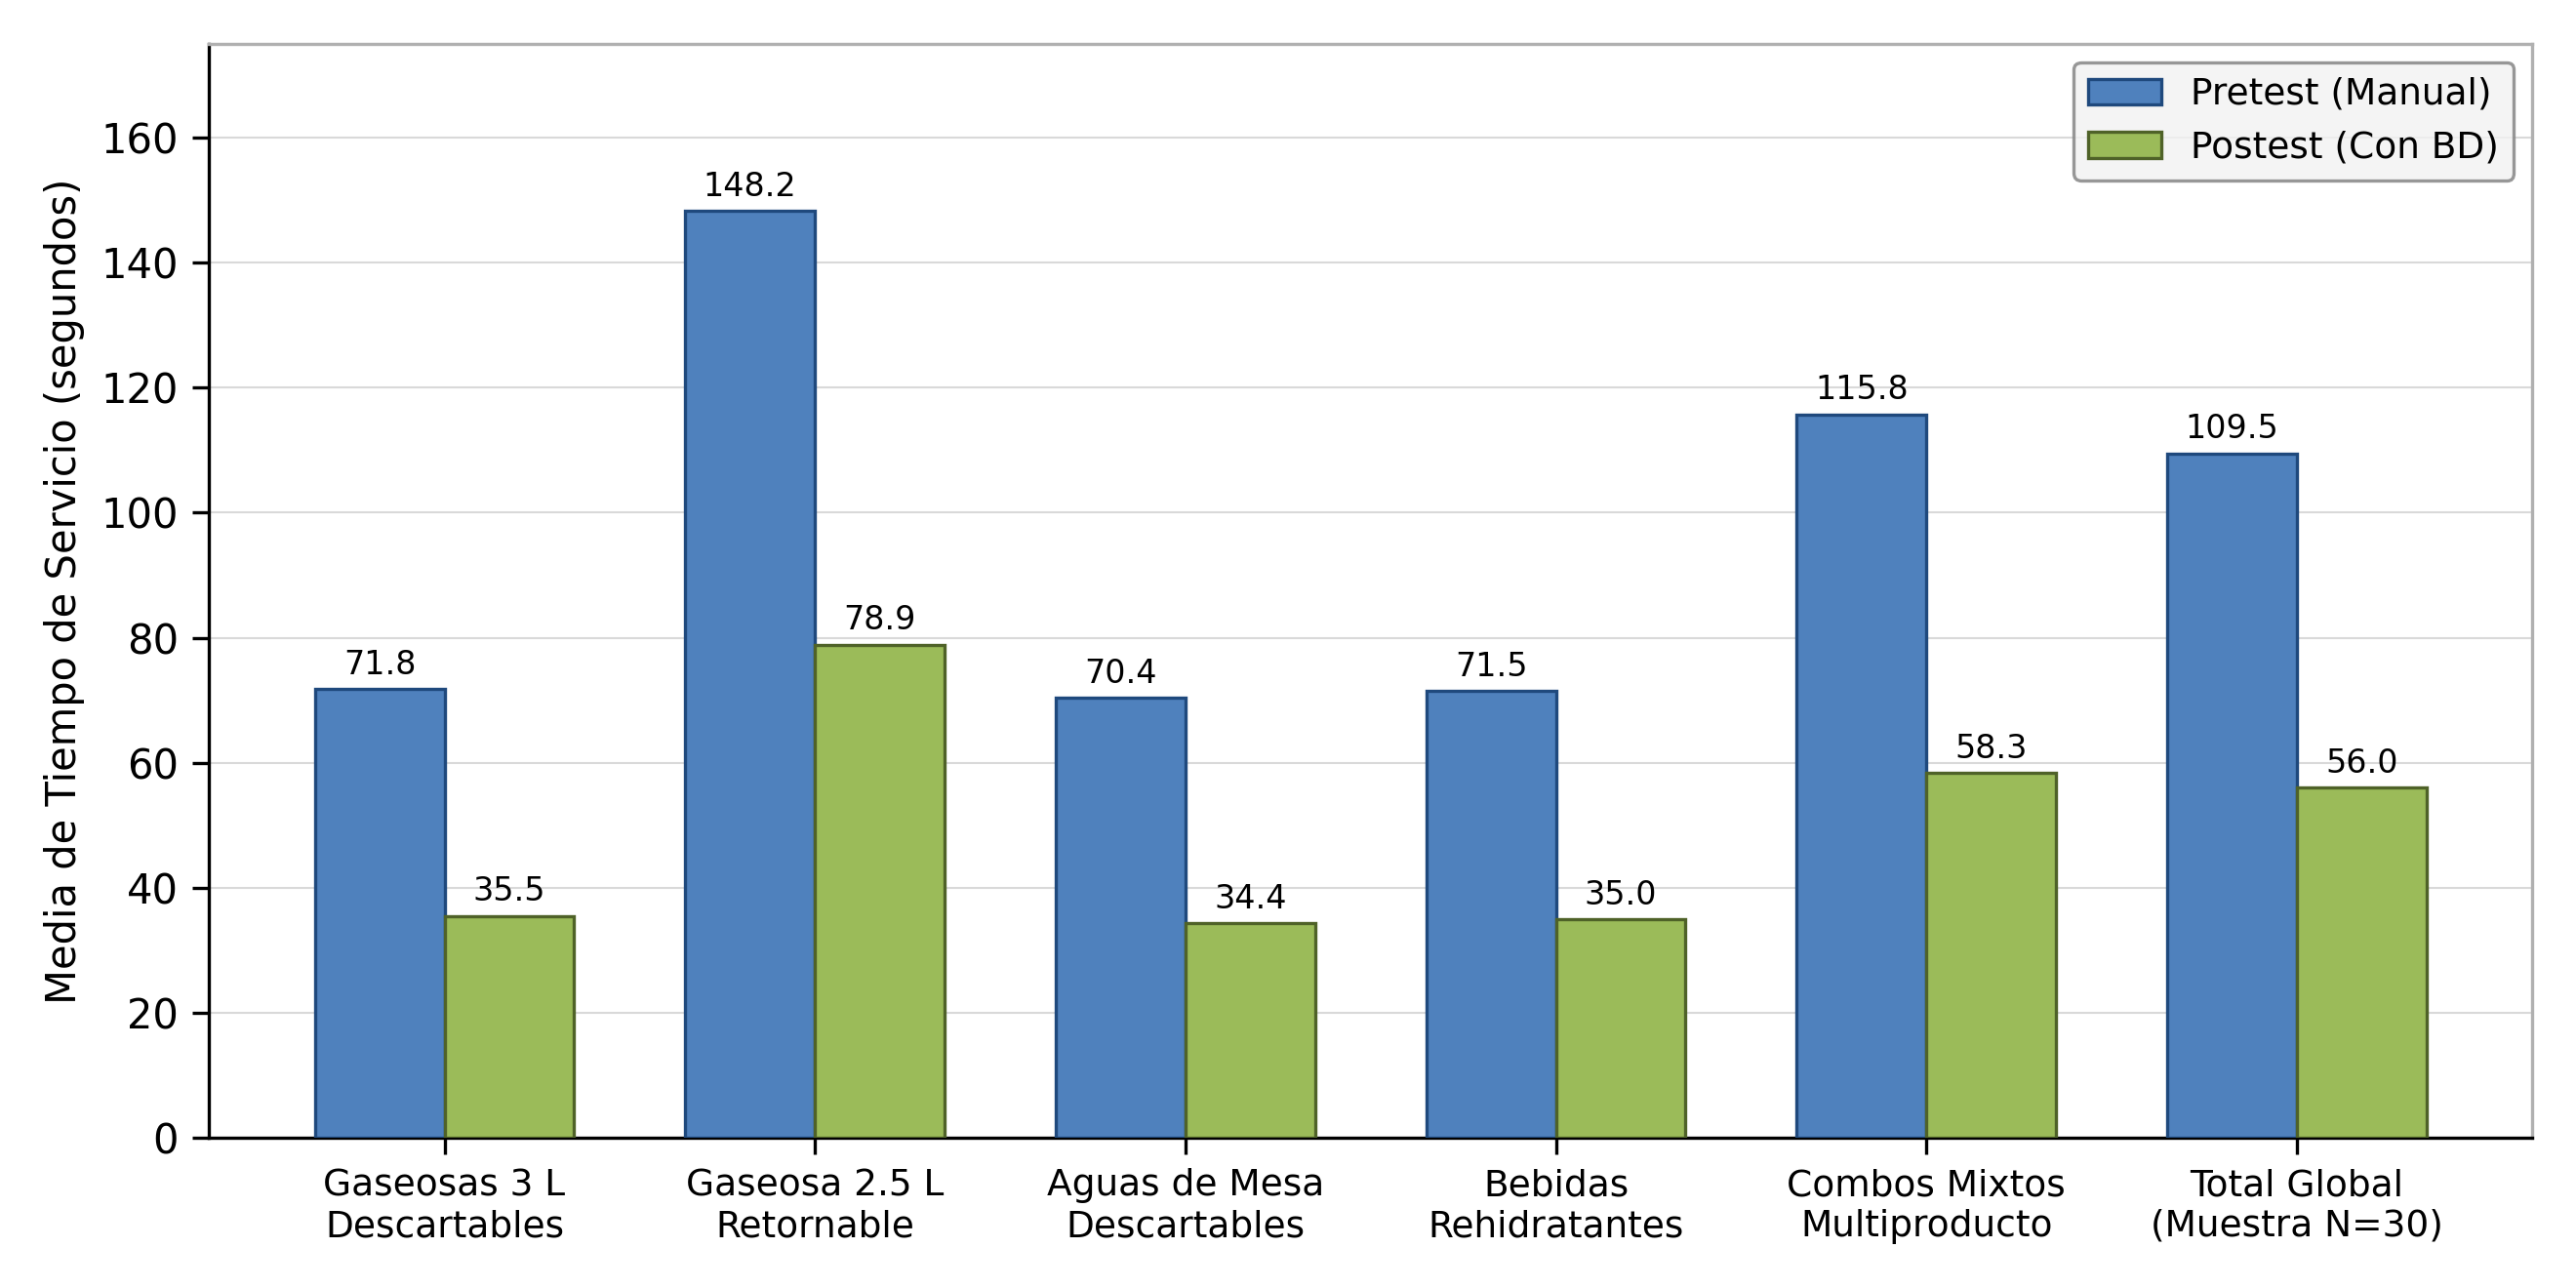 Pretest (Manual)
Postest (Con BD)
Media de Tiempo de Servicio (segundos)
160
140
120
100
80
60
40
20
0
71.8
35.5
148.2
78.9
70.4
34.4
71.5
35.0
115.8
58.3
109.5
56.0
Gaseosas 3 L
Descartables
Gaseosa 2.5 L
Retornable
Aguas de Mesa
Descartables
Bebidas
Rehidratantes
Combos Mixtos
Multiproducto
Total Global
(Muestra N=30)